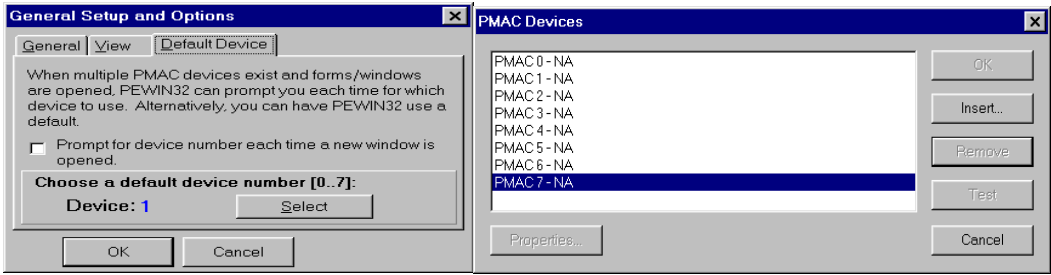 General Setup and Options
General View Default Device
When multiple PMAC devices exist and forms/windows
are opened, PEWIN32 can prompt you each time for which
device to use. Alternatively, you can have PEWIN32 use a
default.
Prompt for device number each time a new window is
opened.
Choose a default device number [0..7]:
Device: 1 Select
OK Cancel
PMAC Devices
PMAC 0 - NA
PMAC 1 - NA
PMAC 2 - NA
PMAC 3 - NA
PMAC 4 - NA
PMAC 5 - NA
PMAC 6 - NA
PMAC 7 - NA
OK
Insert...
Remove
Test
Properties... Cancel